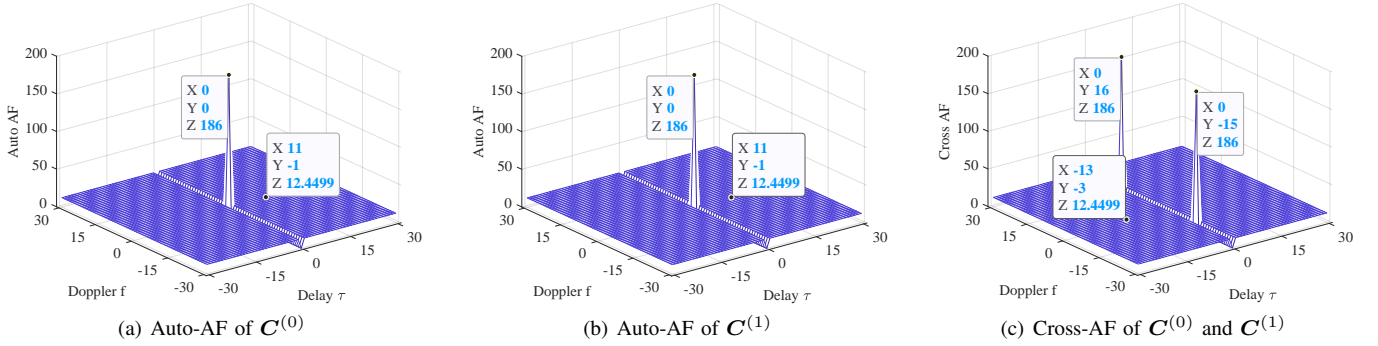 200
150
100
50
0
Auto AF
X 0
Y 0
Z 186
X 11
Y -1
Z 12.4499
30
15
0
-15
-30
Doppler f
-30
-15
0
15
30
Delay τ
(a) Auto-AF of C^(0)
200
150
100
50
0
Auto AF
X 0
Y 0
Z 186
X 11
Y -1
Z 12.4499
30
15
0
-15
-30
Doppler f
-30
-15
0
15
30
Delay τ
(b) Auto-AF of C^(1)
200
150
100
50
0
Cross AF
X 0
Y 16
Z 186
X 0
Y -15
Z 186
X -13
Y -3
Z 12.4499
30
15
0
-15
-30
Doppler f
-30
-15
0
15
30
Delay τ
(c) Cross-AF of C^(0) and C^(1)